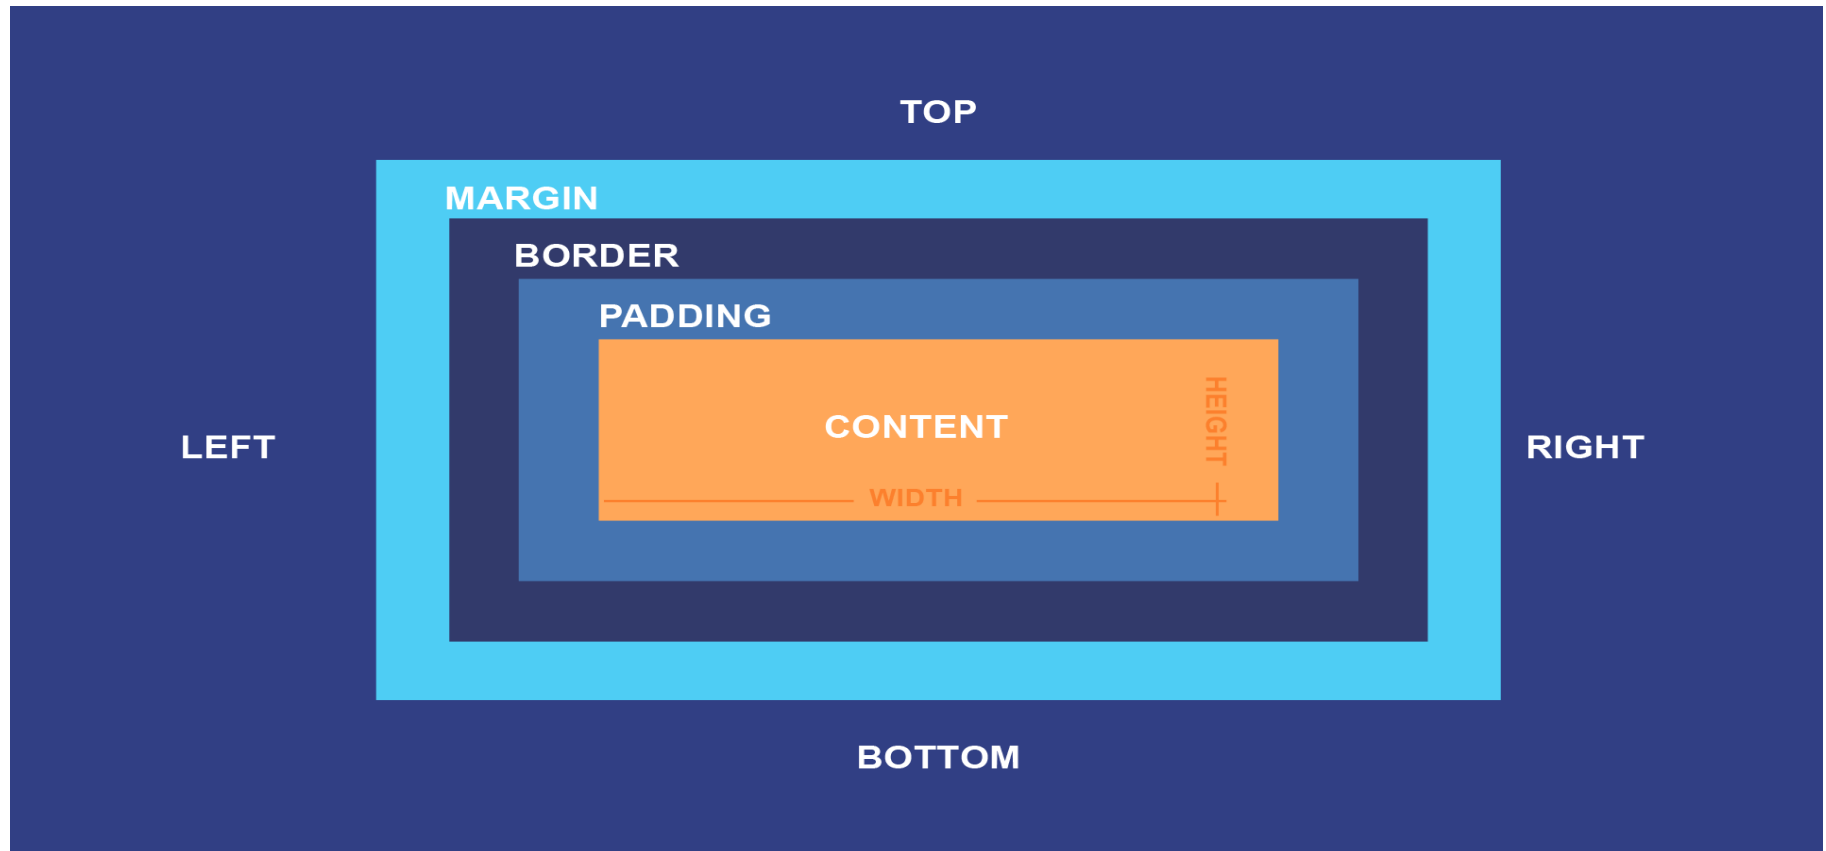 TOP
MARGIN
BORDER
PADDING
CONTENT
HEIGHT
LEFT
RIGHT
WIDTH
BOTTOM